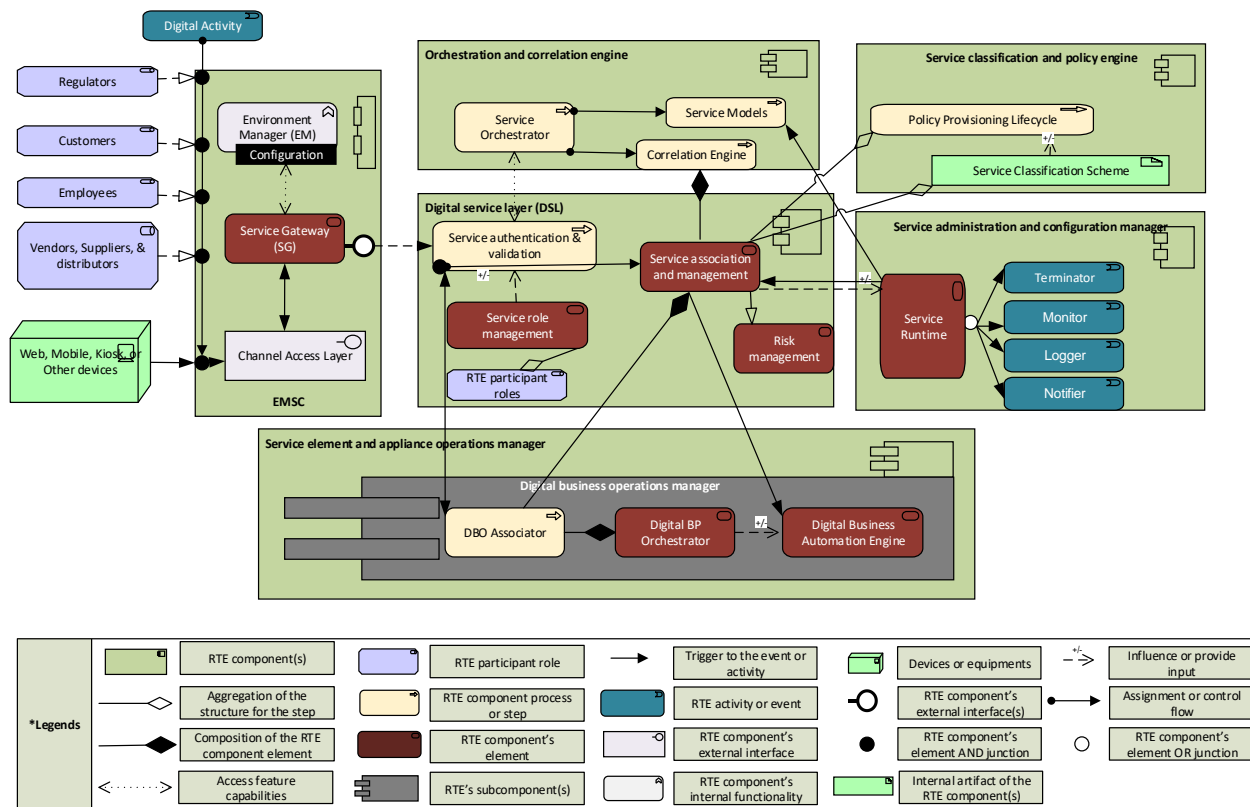 Digital Activity
Regulators
Customers
Employees
Vendors, Suppliers, &
distributors
Web, Mobile, Kiosk, or
Other devices
Environment
Manager (EM)
Configuration
Service Gateway
(SG)
Channel Access Layer
EMSC
Orchestration and correlation engine
Service
Orchestrator
Service Models
Correlation Engine
Service classification and policy engine
Policy Provisioning Lifecycle
+/-
Service Classification Scheme
Digital service layer (DSL)
Service authentication &
validation
+/-
Service association
and management
Service role
management
RTE participant
roles
Risk
management
Service administration and configuration manager
+/-
Service
Runtime
Terminator
Monitor
Logger
Notifier
Service element and appliance operations manager
Digital business operations manager
DBO Associator
Digital BP
Orchestrator
+/-
Digital Business
Automation Engine
*Legends
RTE component(s)
RTE participant role
Trigger to the event or
activity
Devices or equipments
+/-
Influence or provide
input
Aggregation of the
structure for the step
RTE component process
or step
RTE activity or event
RTE component's
external interface(s)
Assignment or control
flow
Composition of the RTE
component element
RTE component's
element
RTE component's
external interface
RTE component's
element AND junction
RTE component's
element OR junction
Access feature
capabilities
RTE's subcomponent(s)
RTE component's
internal functionality
Internal artifact of the
RTE component(s)